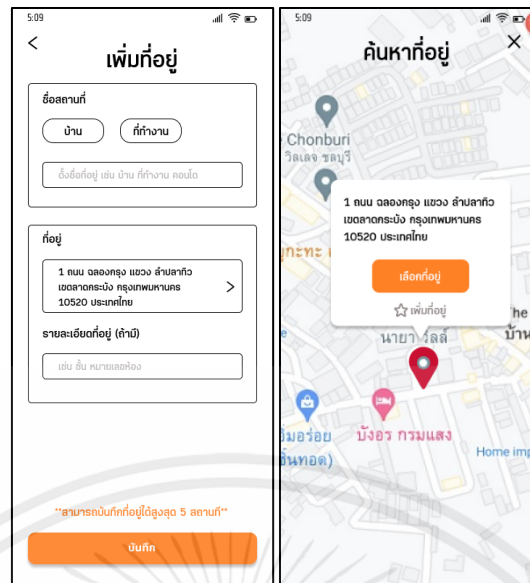 5:09
เพิ่มที่อยู่
ชื่อสถานที่
บ้าน
ที่ทำงาน
ตั้งชื่อที่อยู่ เช่น บ้าน ที่ทำงาน คอนโด
ที่อยู่
1 ถนน ฉลองกรุง แขวง ลำปลาทิว
เขตลาดกระบัง กรุงเทพมหานคร
10520 ประเทศไทย
รายละเอียดที่อยู่ (ถ้ามี)
เช่น ชั้น หมายเลขห้อง
**สามารถบันทึกที่อยู่ได้สูงสุด 5 สถานที่**
บันทึก
5:09
ค้นหาที่อยู่
Chonburi
วิลเลจ ชลบุรี
1 ถนน ฉลองกรุง แขวง ลำปลาทิว
เขตลาดกระบัง กรุงเทพมหานคร
10520 ประเทศไทย
เลือกที่อยู่
เพิ่มที่อยู่
he
บ้าน
นายา วิลล์
บังอร กรมแสง
Home imp